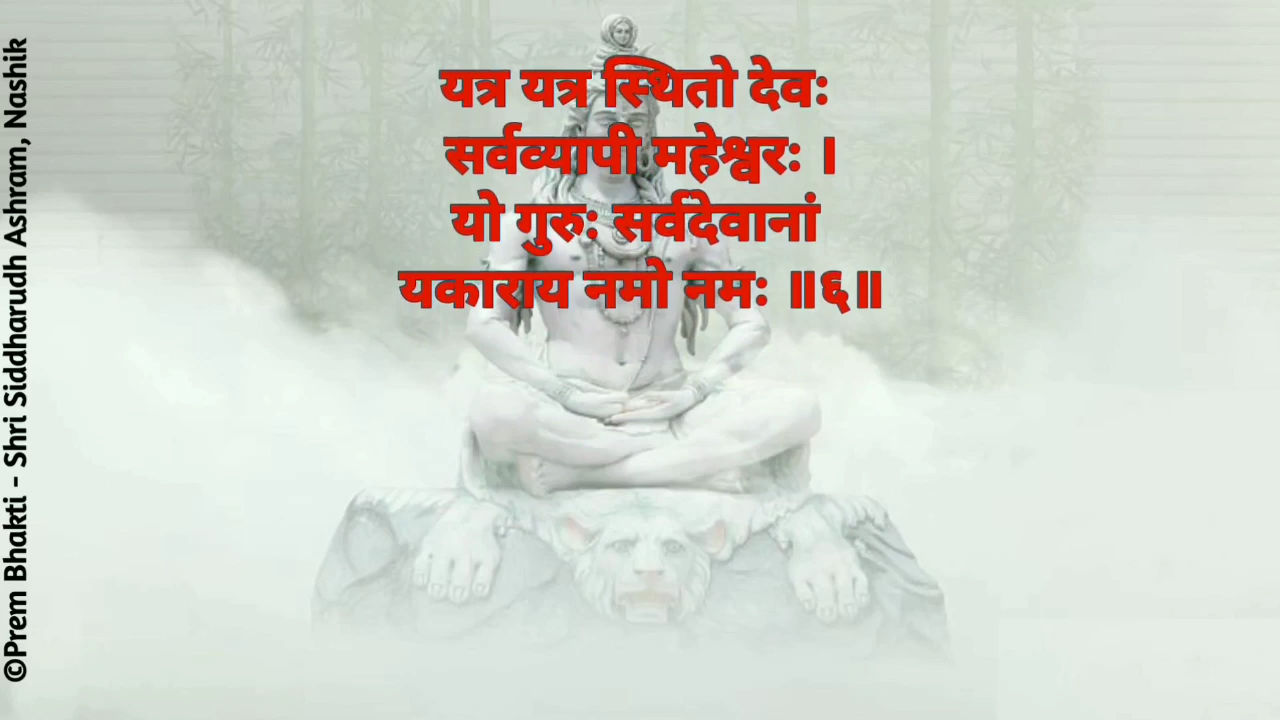 यत्र यत्र स्थितो देवः
सर्वव्यापी महेश्वरः ।
यो गुरुः सर्वदेवानां
यकाराय नमो नमः ॥६॥
©Prem Bhakti - Shri Siddharudh Ashram, Nashik